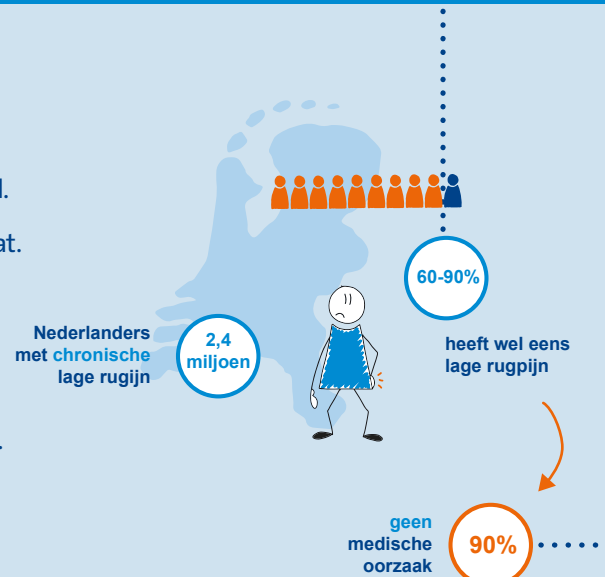 l.
at.
60-90%
heeft wel eens
lage rugpijn
Nederlanders
met chronische
lage rugijn
2,4
miljoen
.
geen
medische
oorzaak
90%